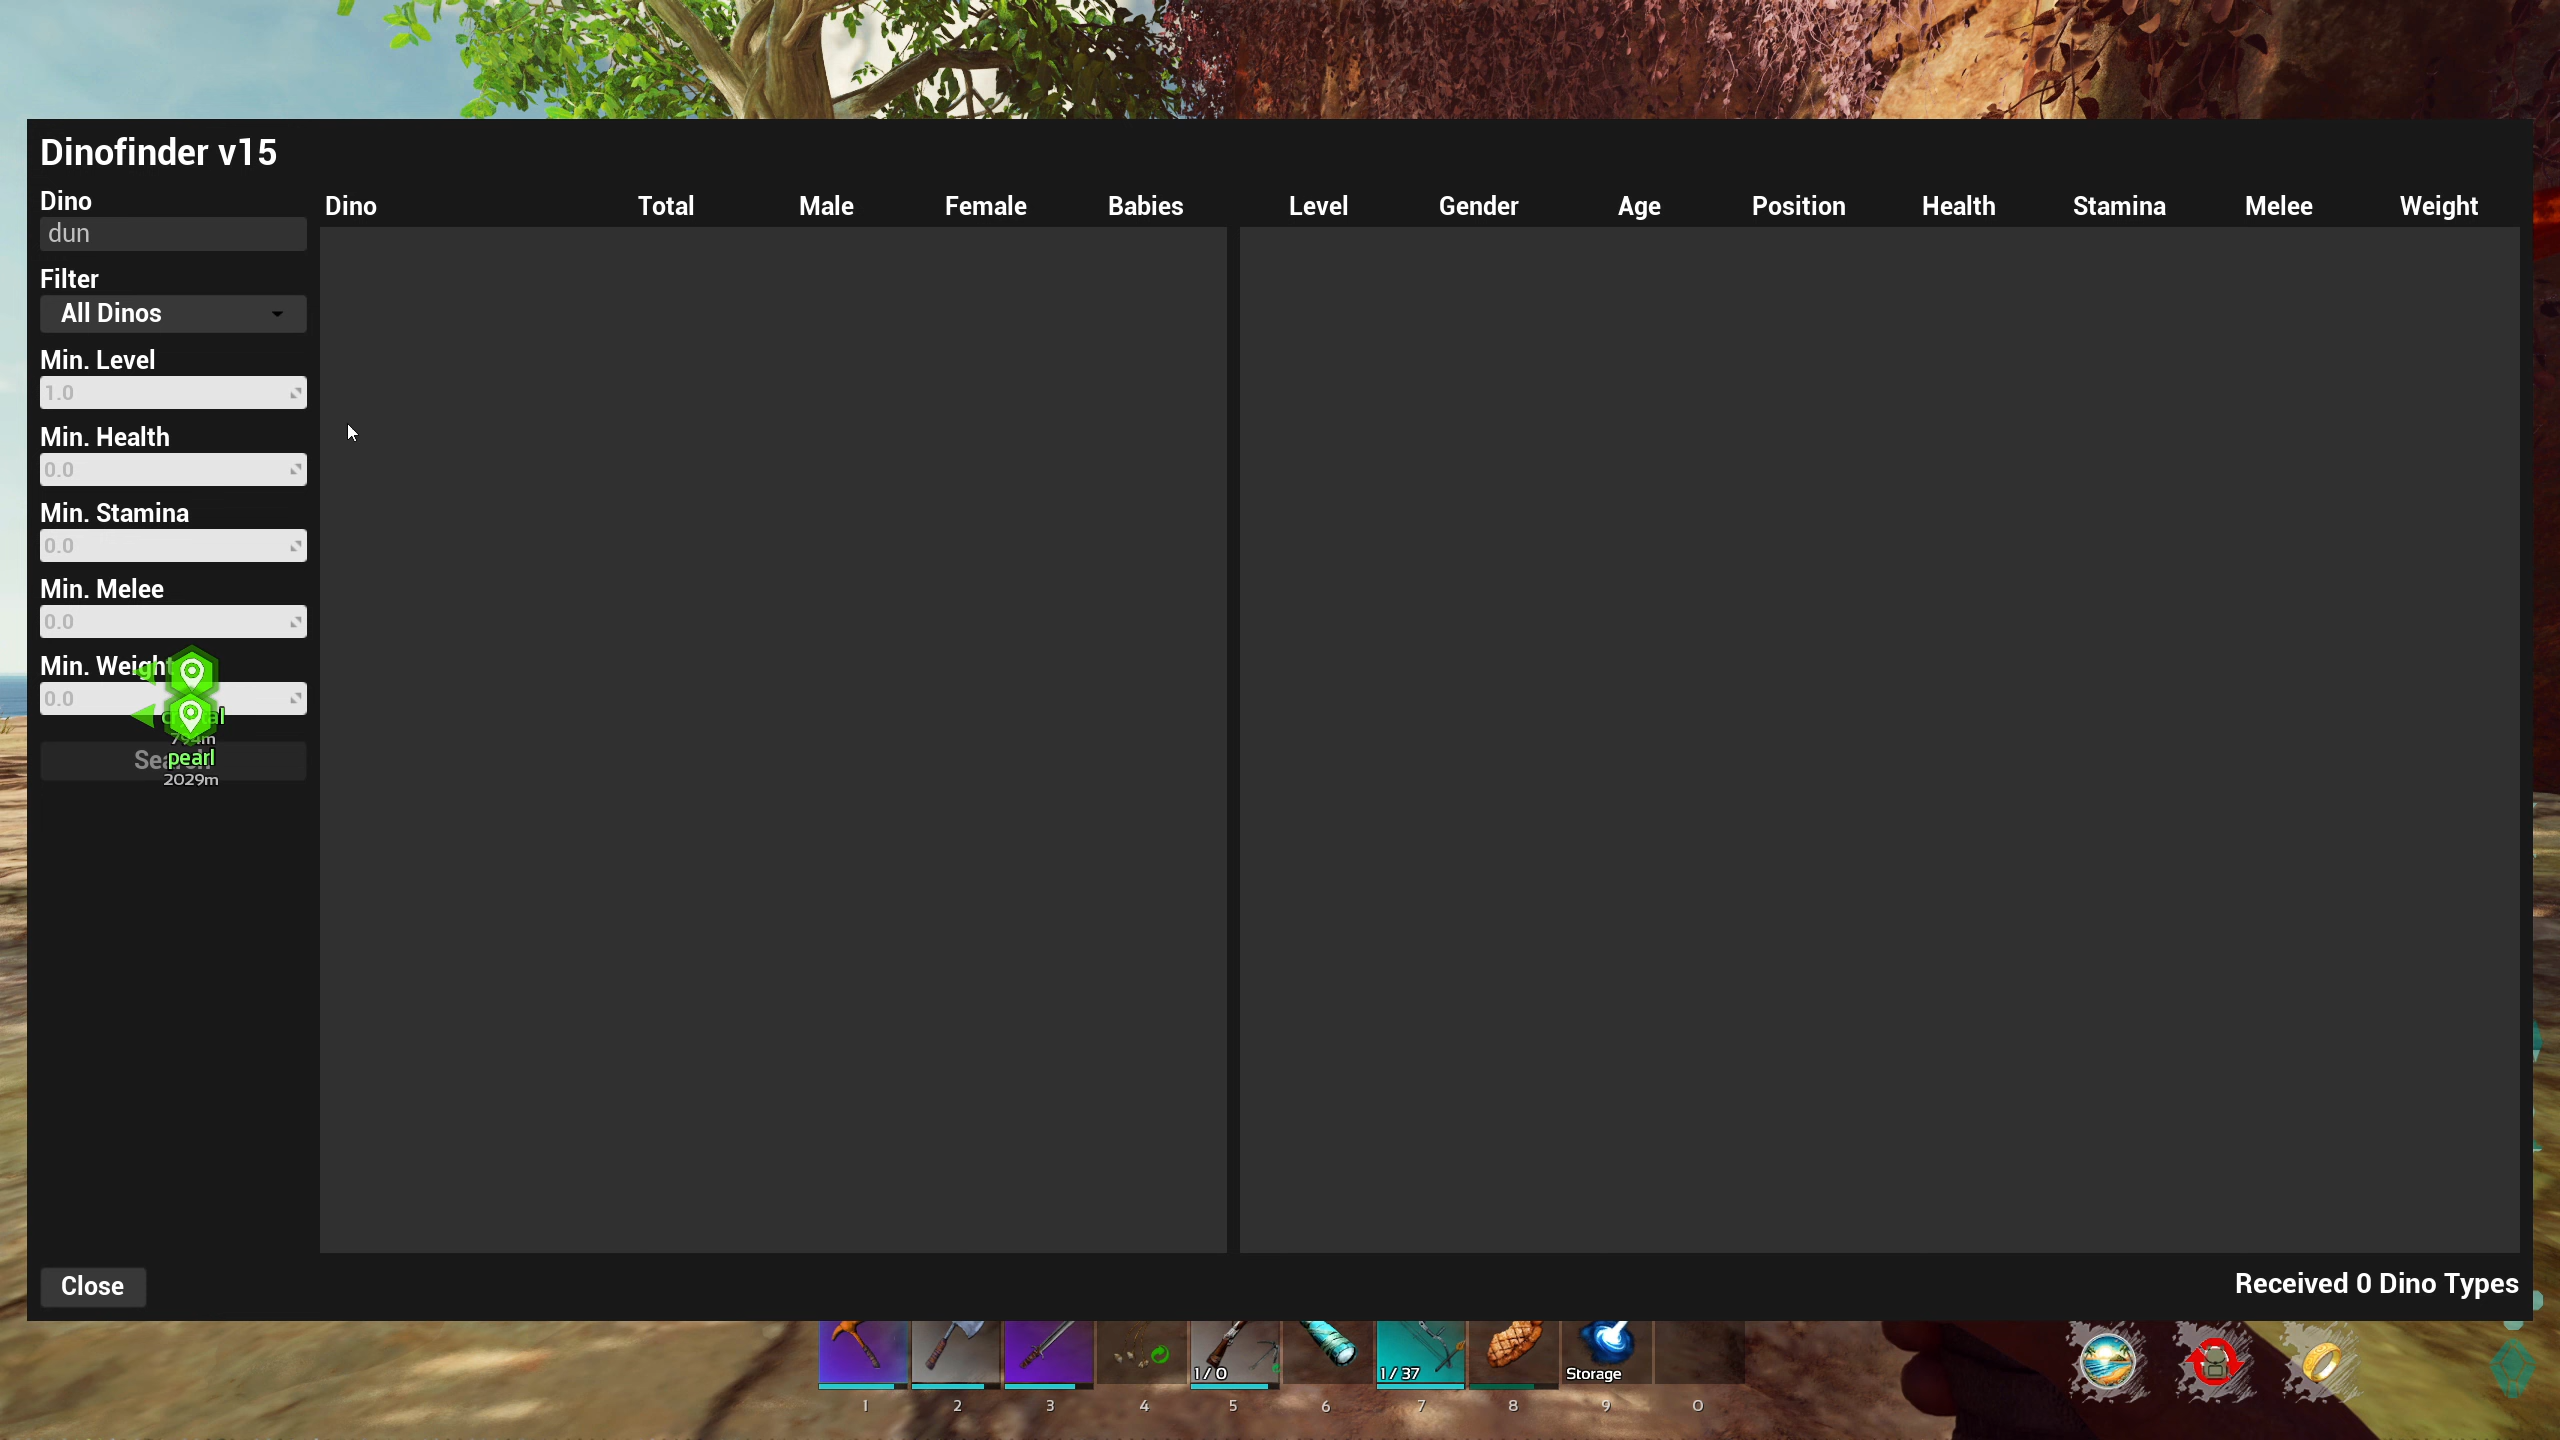 Dinofinder v15
Dino
dun
Filter
All Dinos
Min. Level
1.0
Min. Health
0.0
Min. Stamina
0.0
Min. Melee
0.0
Min. Weight
0.0
pearl
2029m
Dino Total Male Female Babies
Level Gender Age Position Health Stamina Melee Weight
Close
Received 0 Dino Types
1 / 0
1 / 37
Storage
1 2 3 4 5 6 7 8 9 0